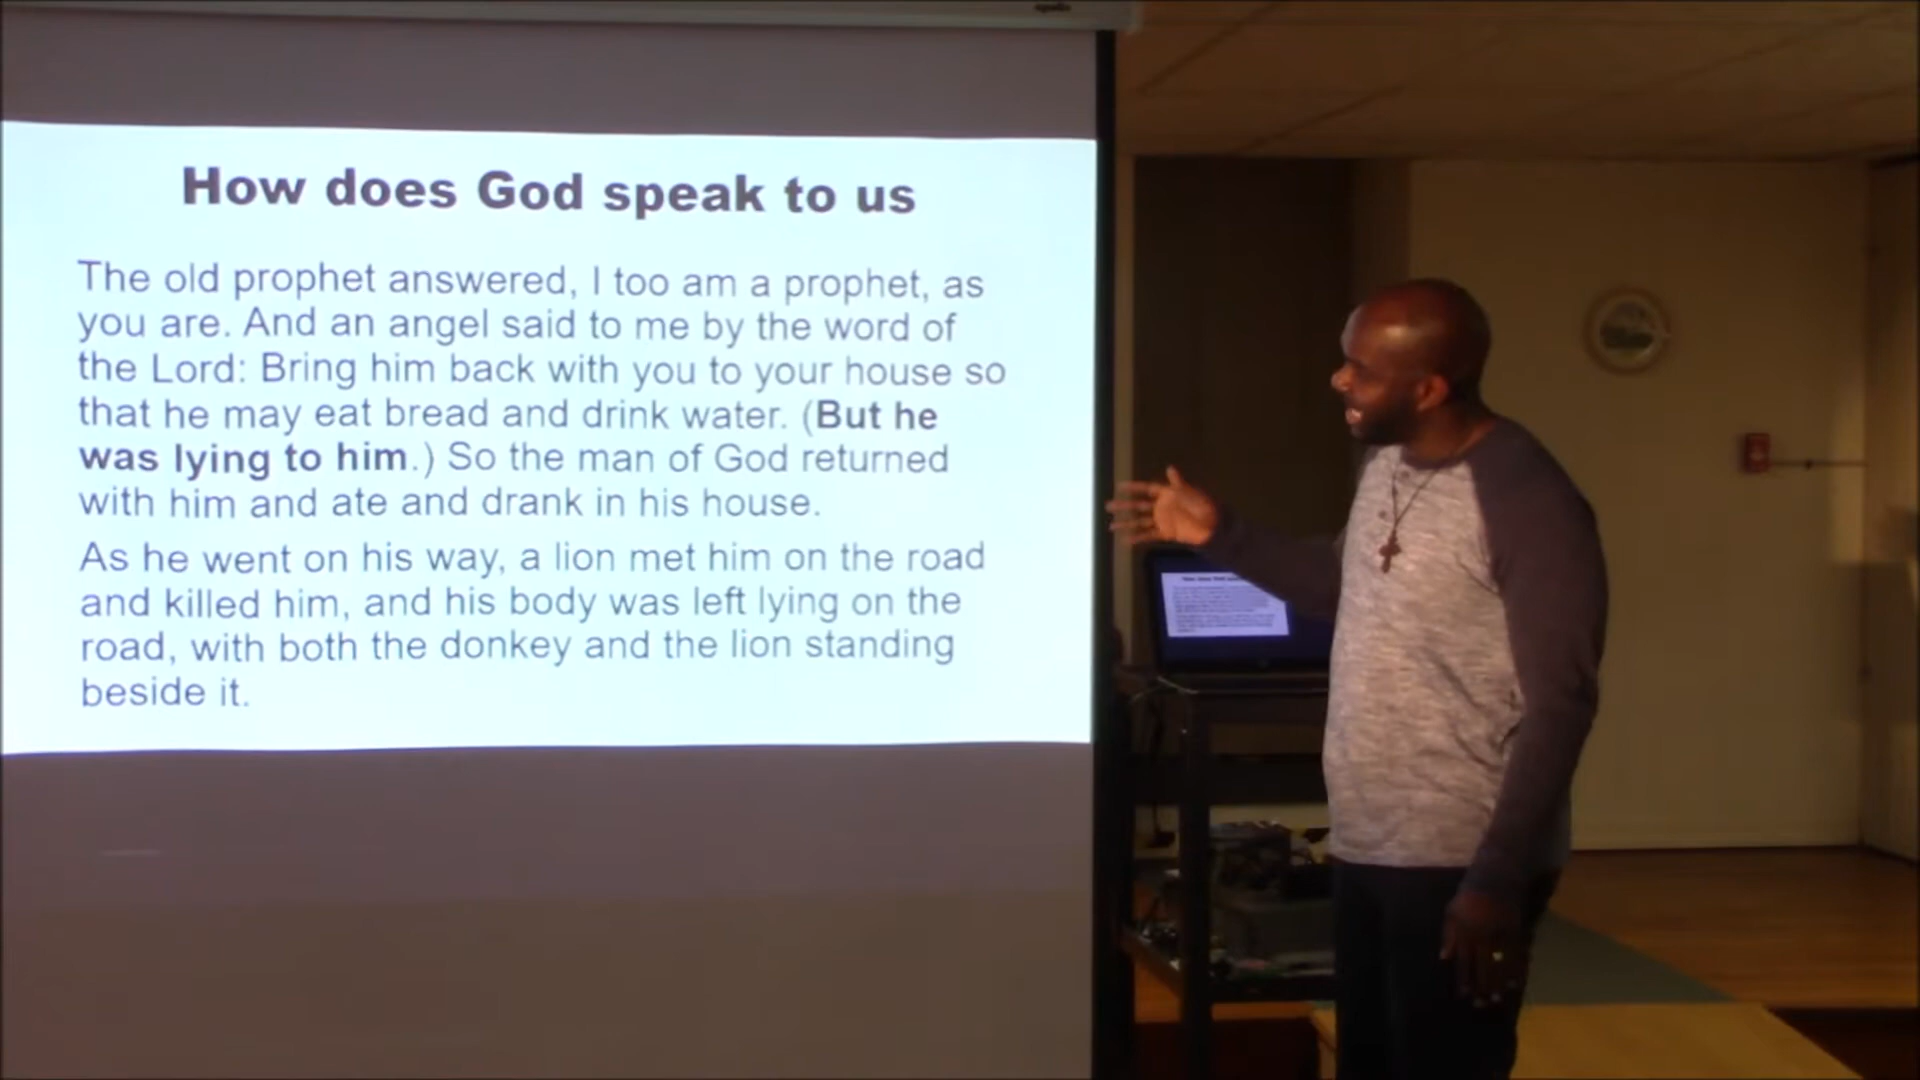 How does God speak to us
The old prophet answered, I too am a prophet, as
you are. And an angel said to me by the word of
the Lord: Bring him back with you to your house so
that he may eat bread and drink water. (But he
was lying to him.) So the man of God returned
with him and ate and drank in his house.
As he went on his way, a lion met him on the road
and killed him, and his body was left lying on the
road, with both the donkey and the lion standing
beside it.